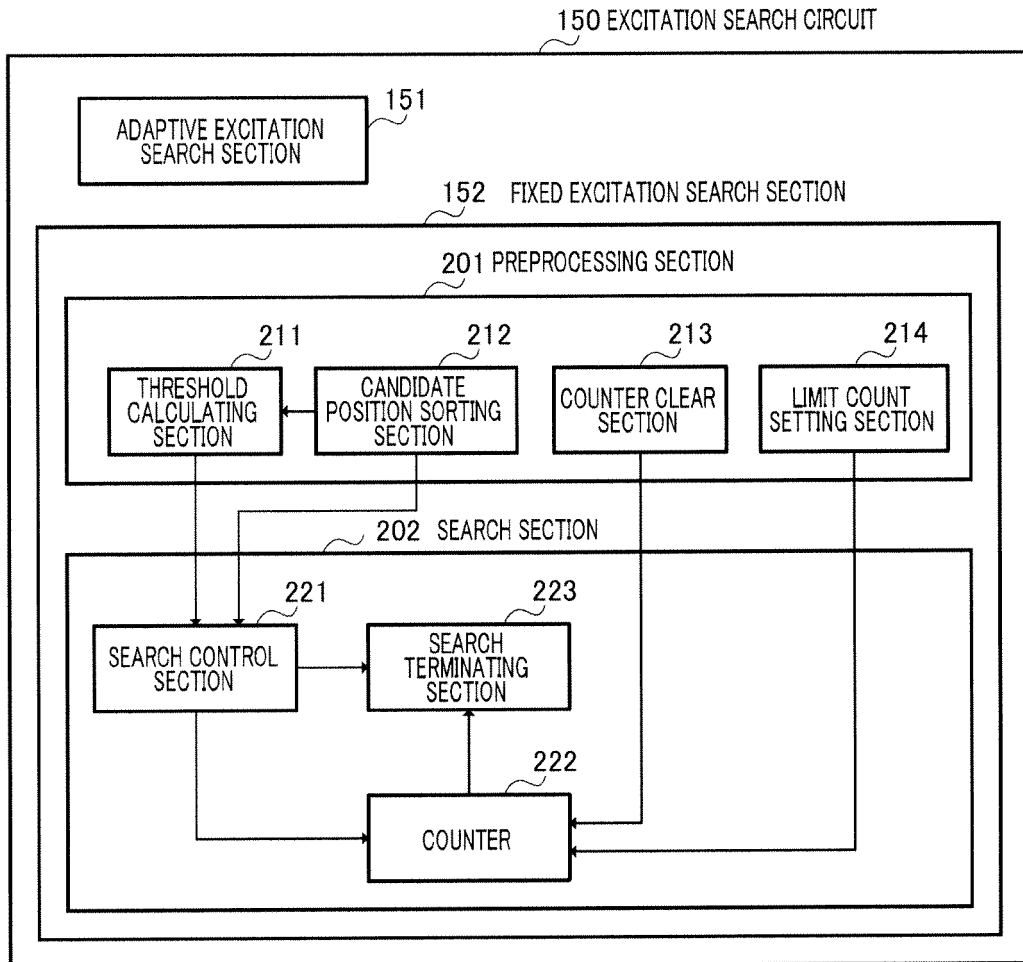 150 EXCITATION SEARCH CIRCUIT
151
ADAPTIVE EXCITATION
SEARCH SECTION
152 FIXED EXCITATION SEARCH SECTION
201 PREPROCESSING SECTION
211
THRESHOLD
CALCULATING
SECTION
212
CANDIDATE
POSITION SORTING
SECTION
213
COUNTER CLEAR
SECTION
214
LIMIT COUNT
SETTING SECTION
202 SEARCH SECTION
221
SEARCH CONTROL
SECTION
223
SEARCH
TERMINATING
SECTION
222
COUNTER